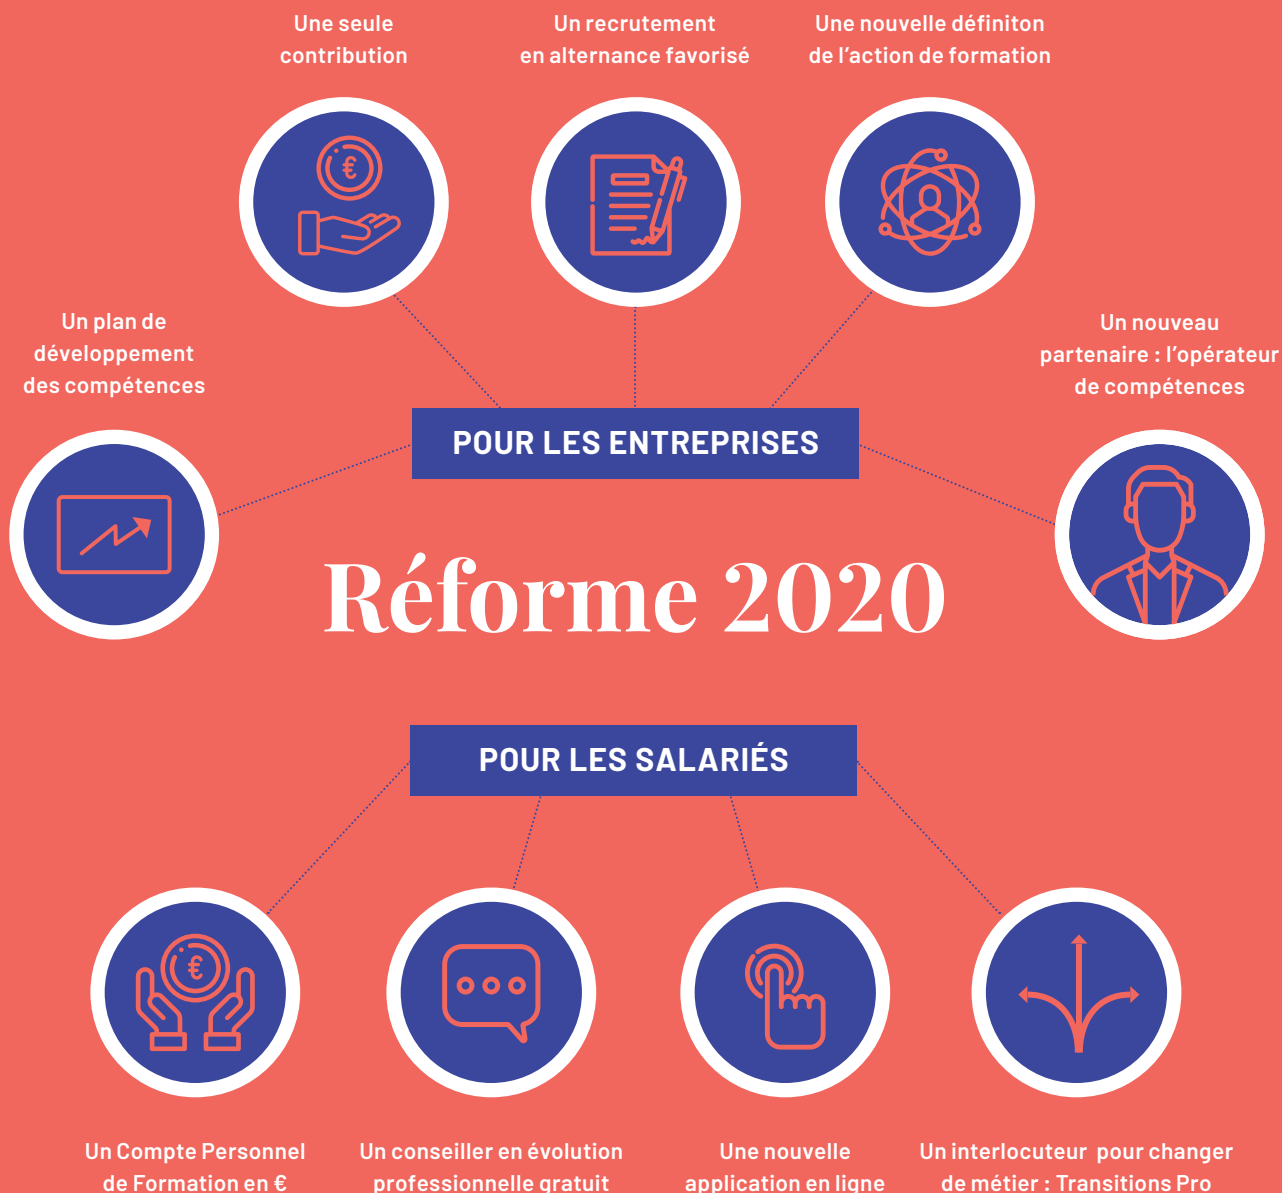 Une seule
contribution
Un recrutement
en alternance favorisé
Une nouvelle définiton
de l'action de formation
Un plan de
développement
des compétences
Un nouveau
partenaire : l'opérateur
de compétences
POUR LES ENTREPRISES
Réforme 2020
POUR LES SALARIÉS
Un Compte Personnel
de Formation en €
Un conseiller en évolution
professionnelle gratuit
Une nouvelle
application en ligne
Un interlocuteur pour changer
de métier : Transitions Pro